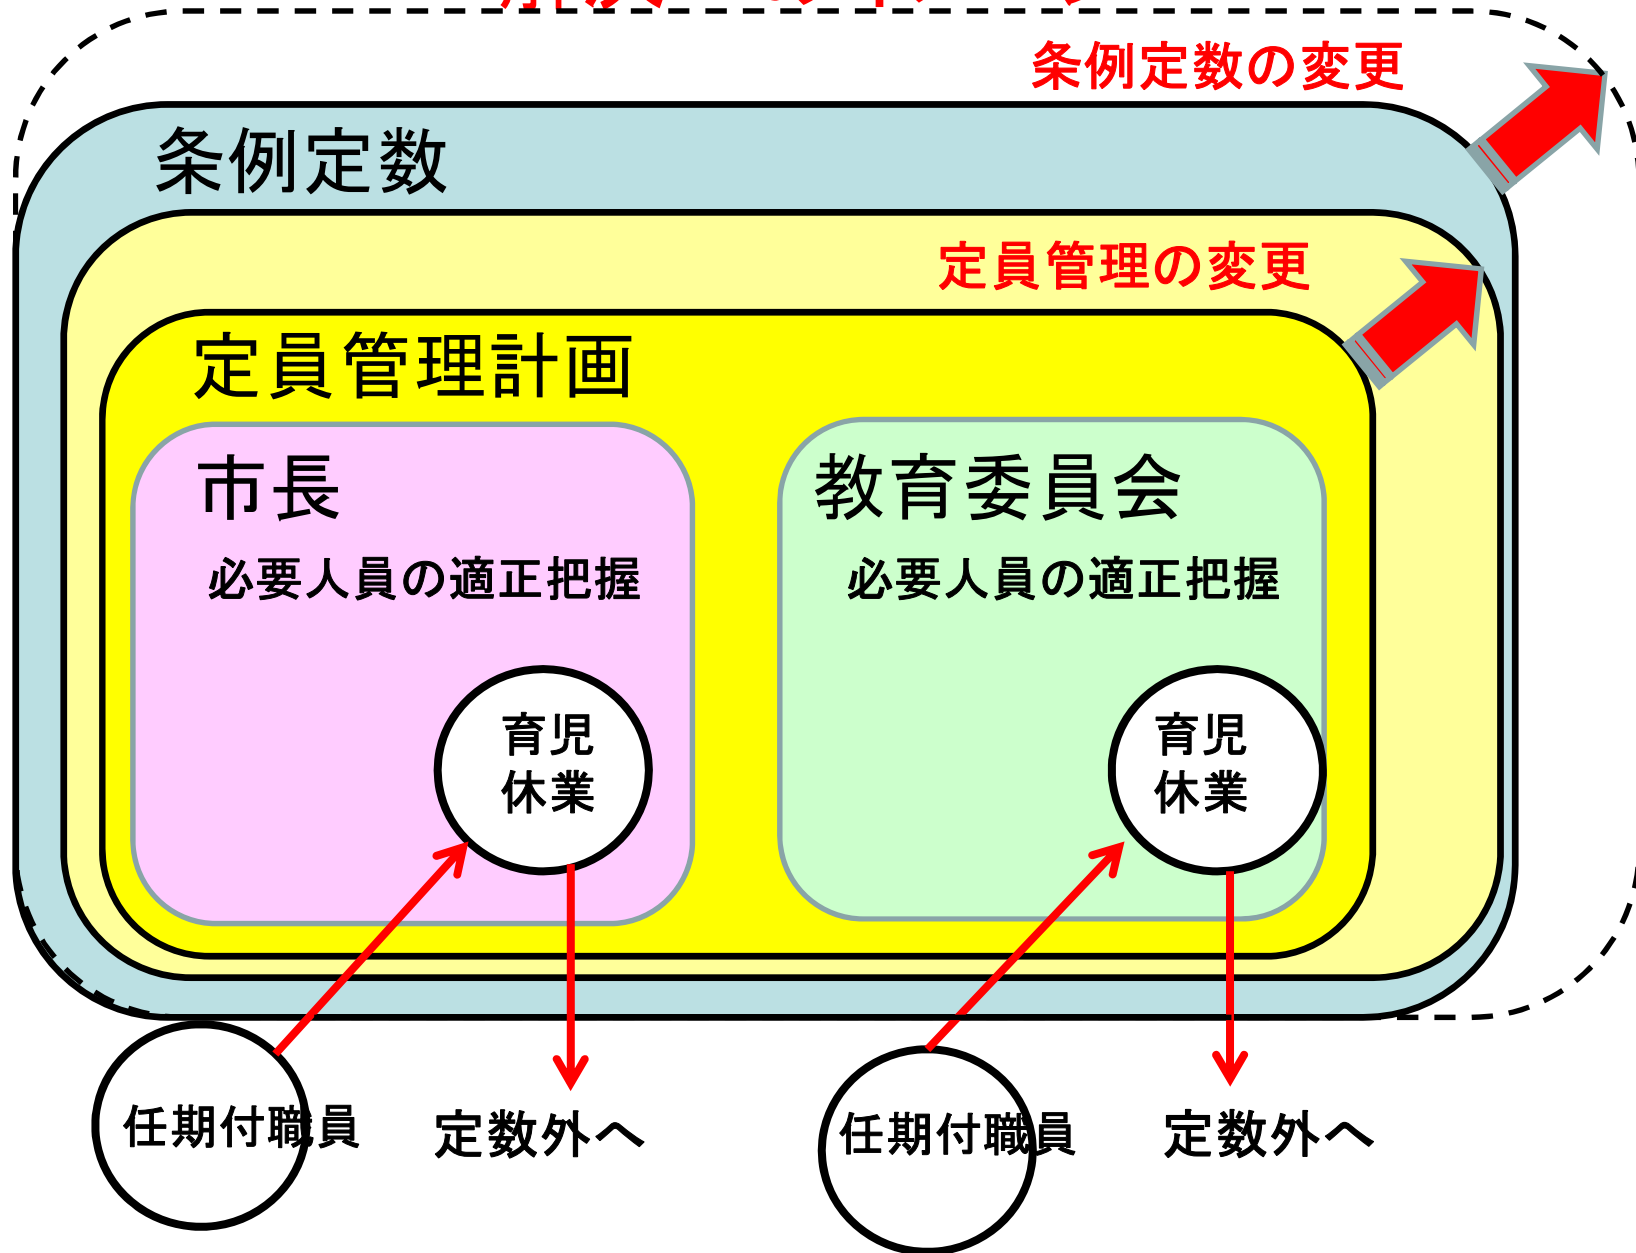 条例定数の変更
条例定数
定員管理の変更
定員管理計画
市長
必要人員の適正把握
育児
休業
教育委員会
必要人員の適正把握
育児
休業
任期付職員
定数外へ
任期付職員
定数外へ